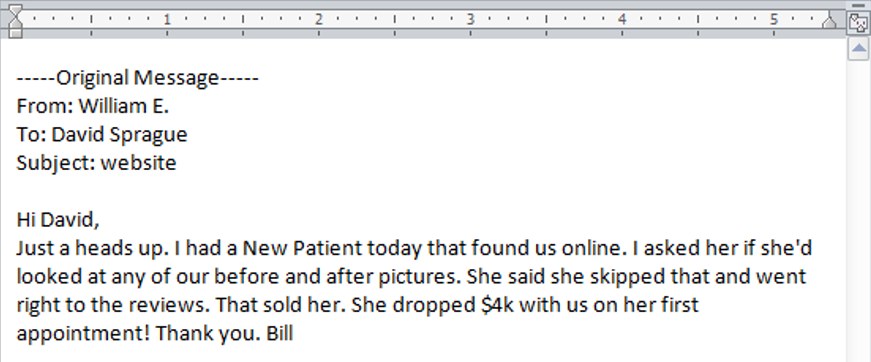 1 2 3 4 5
-----Original Message-----
From: William E.
To: David Sprague
Subject: website
Hi David,
Just a heads up. I had a New Patient today that found us online. I asked her if she'd
looked at any of our before and after pictures. She said she skipped that and went
right to the reviews. That sold her. She dropped $4k with us on her first
appointment! Thank you. Bill